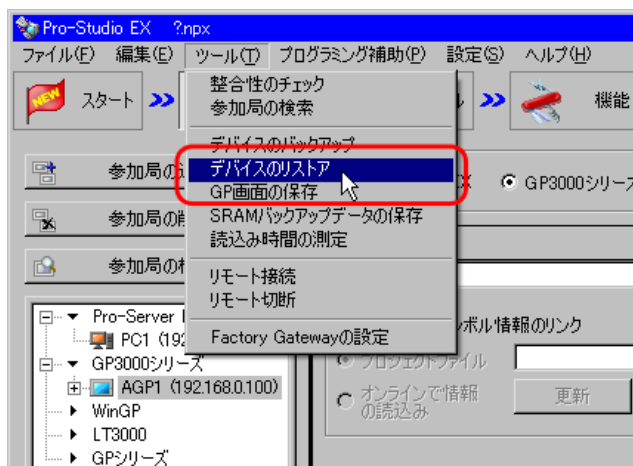 Pro-Studio EX ?.npx
ファイル(F) 編集(E) ツール(T) プログラミング補助(P) 設定(S) ヘルプ(H)
NEW スタート 機能
整合性のチェック
参加局の検索
デバイスのバックアップ
デバイスのリストア
GP画面の保存
SRAMバックアップデータの保存
読込み時間の測定
リモート接続
リモート切断
Factory Gatewayの設定
参加局の
参加局の
参加局の
GP3000シリーズ
Pro-Server
PC1 (192
GP3000シリーズ
AGP1 (192.168.0.100)
WinGP
LT3000
GPシリーズ
ンボル情報のリンク
プロジェクトファイル
オンラインで情報
の読込み
更新